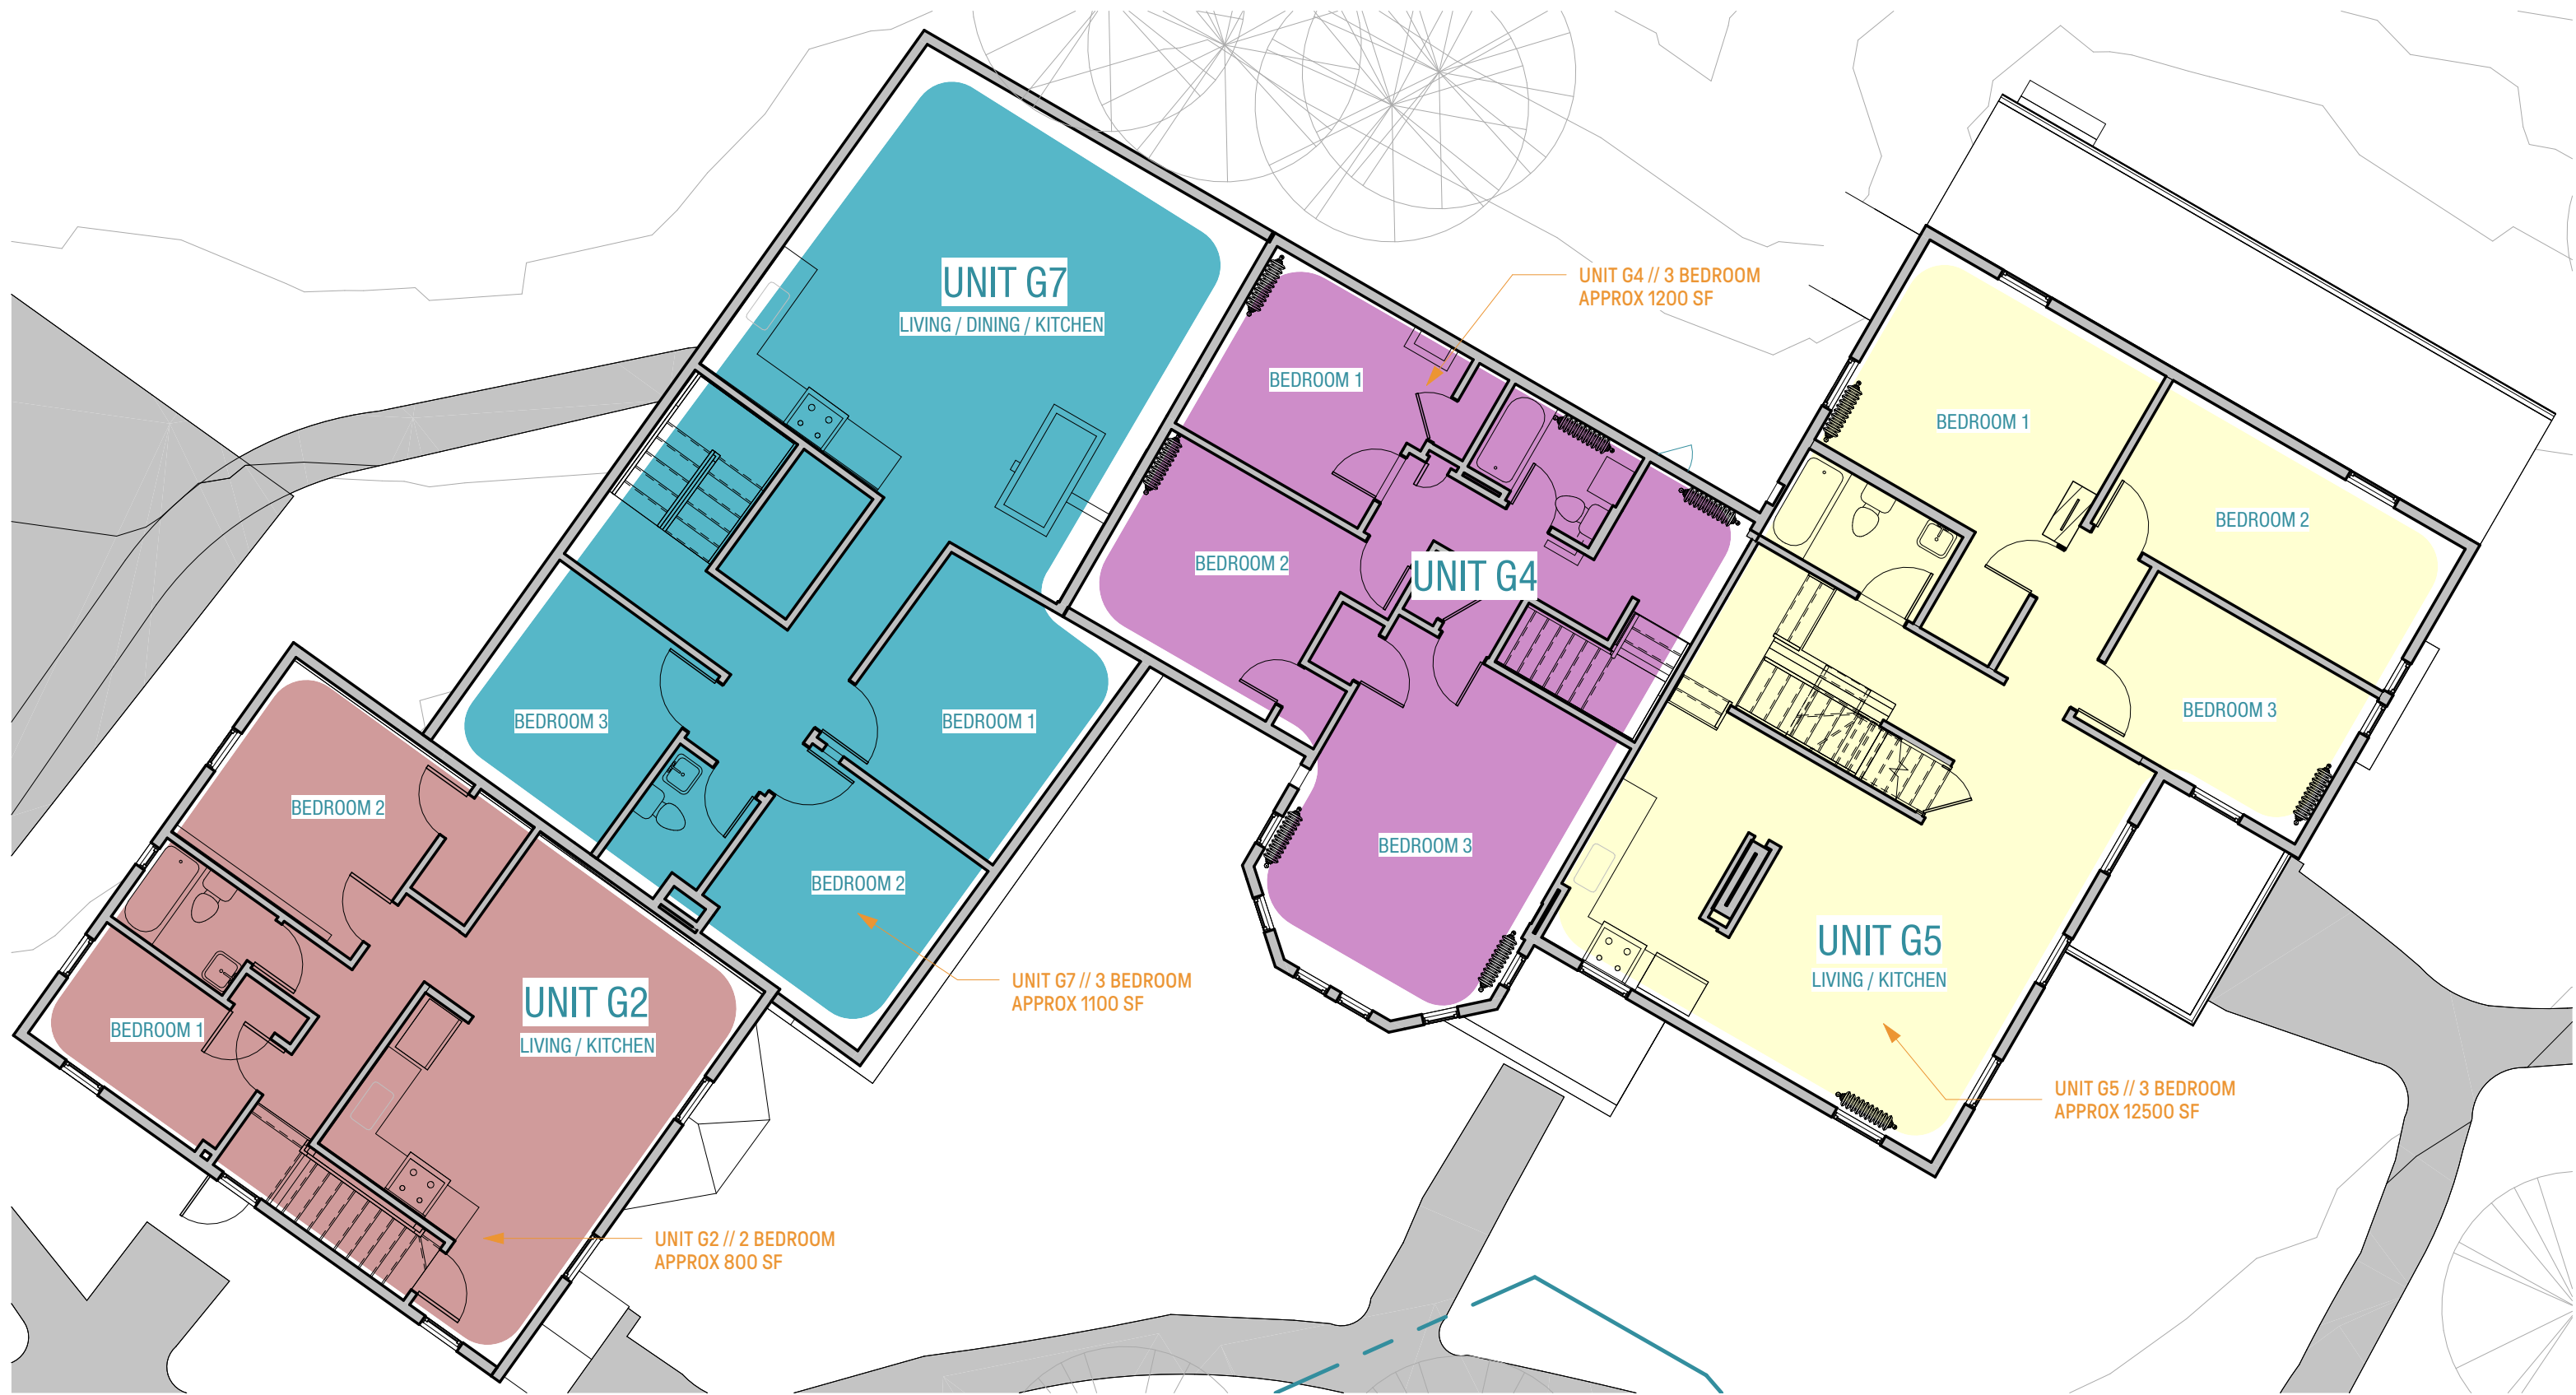 UNIT G7
LIVING / DINING / KITCHEN
BEDROOM 3
BEDROOM 1
BEDROOM 2
UNIT G7 // 3 BEDROOM
APPROX 1100 SF
UNIT G4 // 3 BEDROOM
APPROX 1200 SF
BEDROOM 1
BEDROOM 2
UNIT G4
BEDROOM 3
BEDROOM 1
BEDROOM 2
BEDROOM 3
UNIT G5
LIVING / KITCHEN
UNIT G5 // 3 BEDROOM
APPROX 12500 SF
BEDROOM 2
BEDROOM 1
UNIT G2
LIVING / KITCHEN
UNIT G2 // 2 BEDROOM
APPROX 800 SF